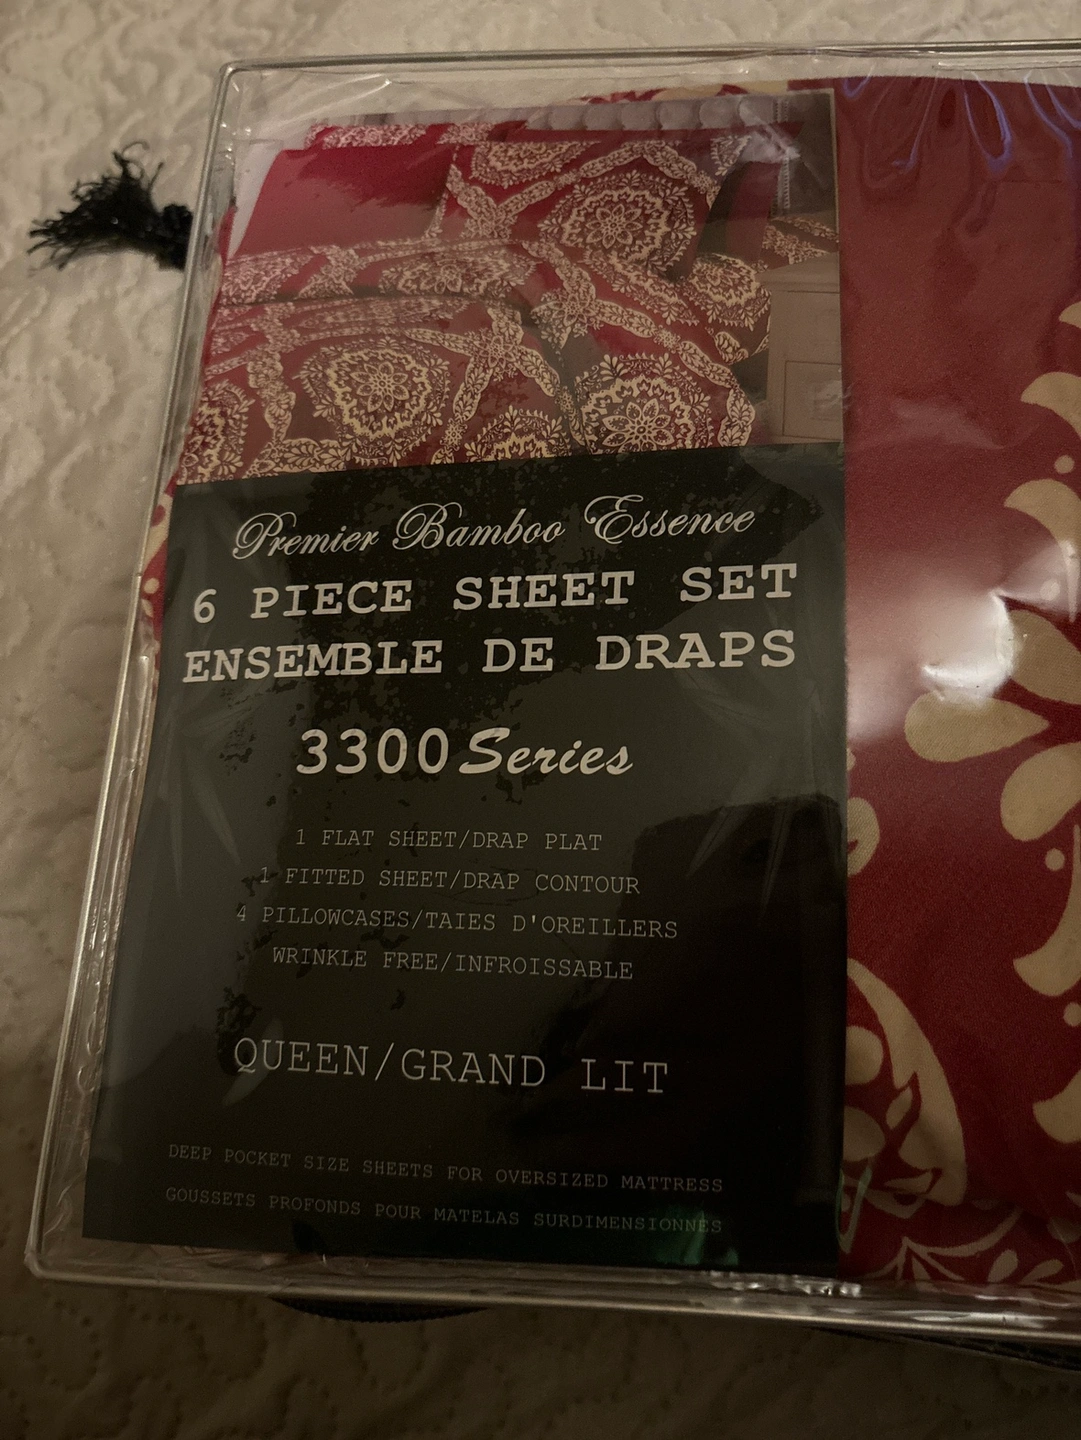 Premier Bamboo Essence
6 PIECE SHEET SET
ENSEMBLE DE DRAPS
3300 Series
1 FLAT SHEET/DRAP PLAT
1 FITTED SHEET/DRAP CONTOUR
4 PILLOWCASES/TAIES D'OREILLERS
WRINKLE FREE/INFROISSABLE
QUEEN/GRAND LIT
DEEP POCKET SIZE SHEETS FOR OVERSIZED MATTRESS
GOUSSETS PROFONDS POUR MATELAS SURDIMENSIONNES